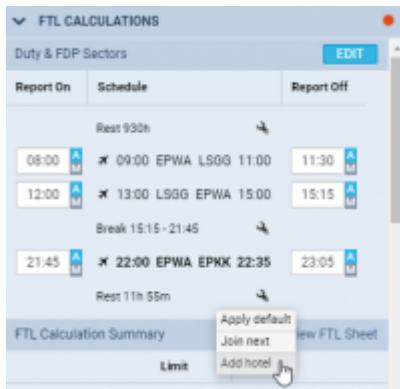 FTL CALCULATIONS
Duty & FDP Sectors EDIT
Report On Schedule Report Off
Rest 930h
08:00 A M 09:00 EPWA LSGG 11:00 11:30 A M
12:00 A M 13:00 LSGG EPWA 15:00 15:15 A M
Break 15:15 - 21:45
21:45 A M 22:00 EPWA EPKK 22:35 23:05 A M
Rest 11h 55m
Apply default
FTL Calculation Summary iew FTL Sheet
Join next
Limit Add hotel